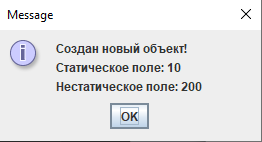 Message
Создан новый объект!
Статическое поле: 10
Нестатическое поле: 200
OK